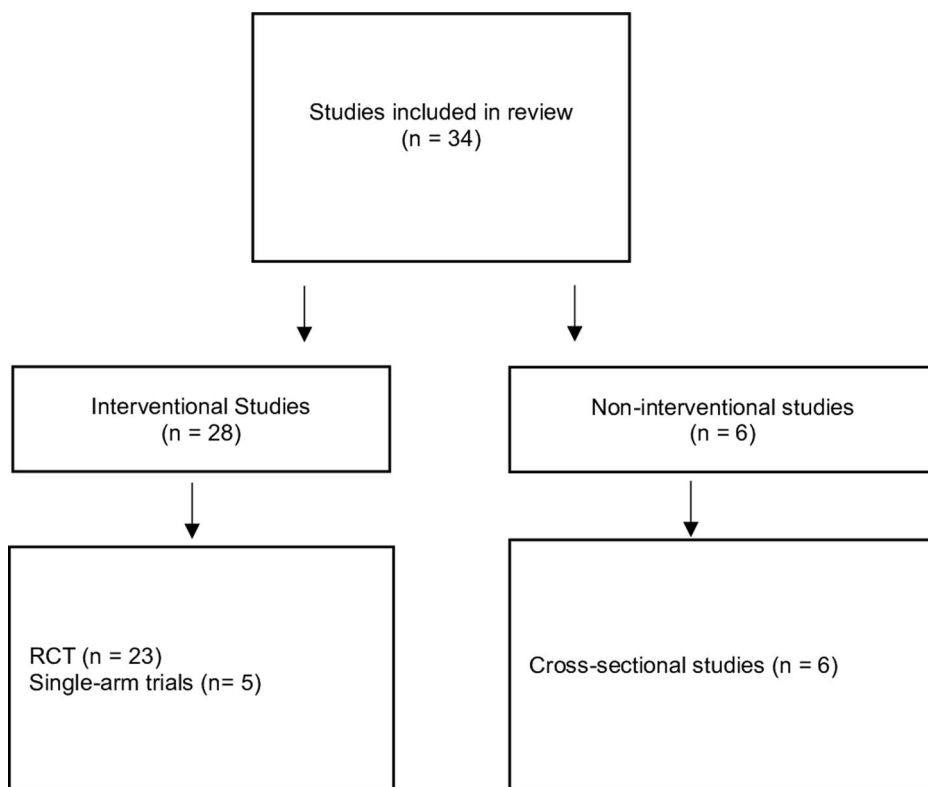 Studies included in review
(n = 34)
Interventional Studies
(n = 28)
Non-interventional studies
(n = 6)
RCT (n = 23)
Single-arm trials (n= 5)
Cross-sectional studies (n = 6)